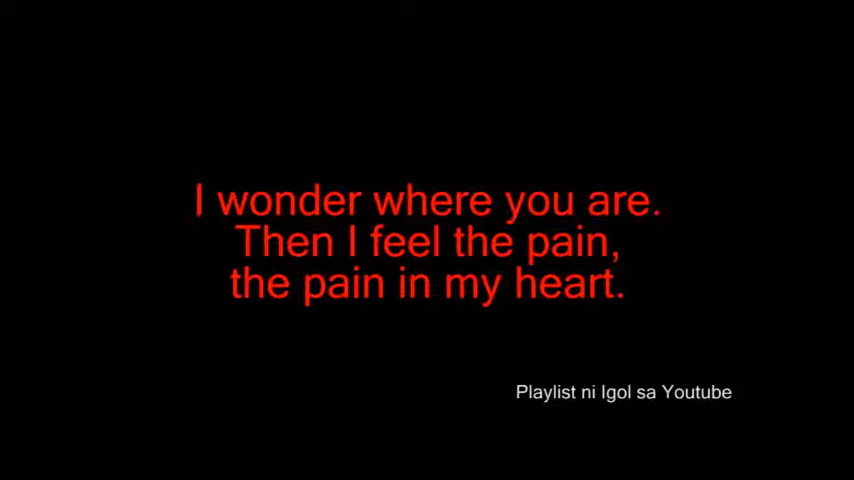 I wonder where you are.
Then I feel the pain,
the pain in my heart.
Playlist ni Igol sa Youtube